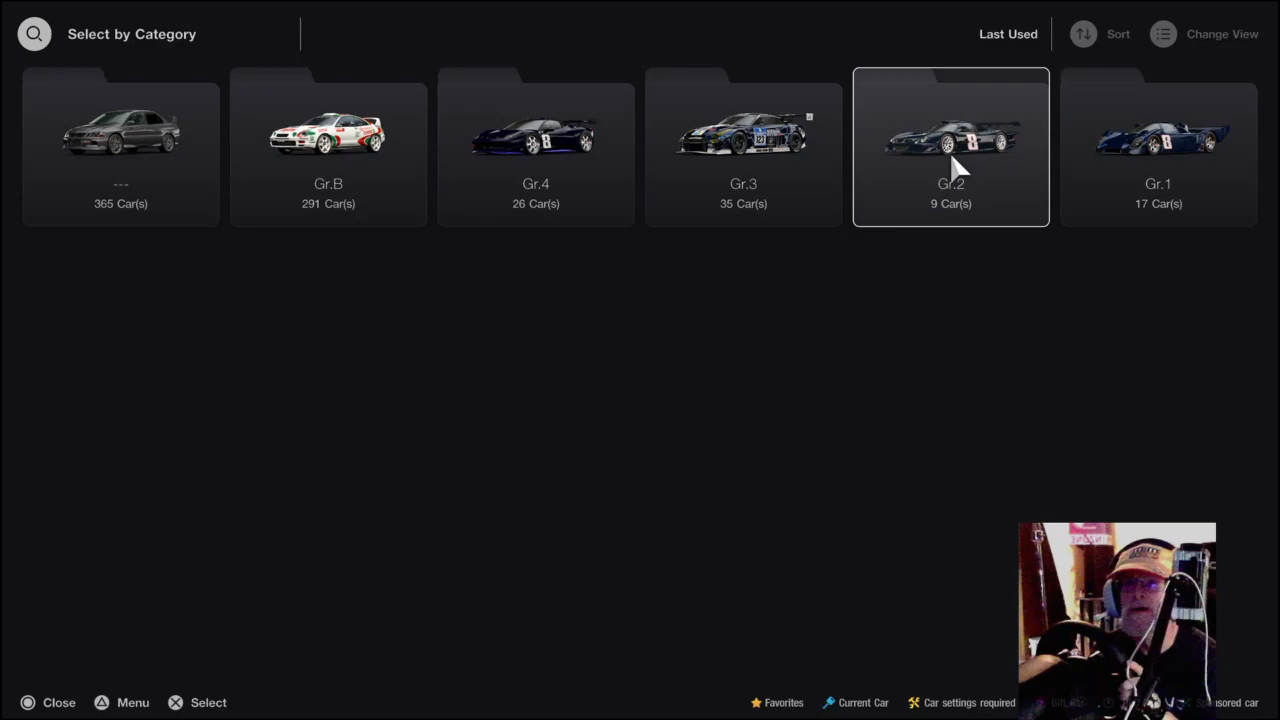 Select by Category
Last Used
Sort
Change View
---
365 Car(s)
Gr.B
291 Car(s)
Gr.4
26 Car(s)
Gr.3
35 Car(s)
Gr.2
9 Car(s)
Gr.1
17 Car(s)
Close
Menu
Select
Favorites
Current Car
Car settings required